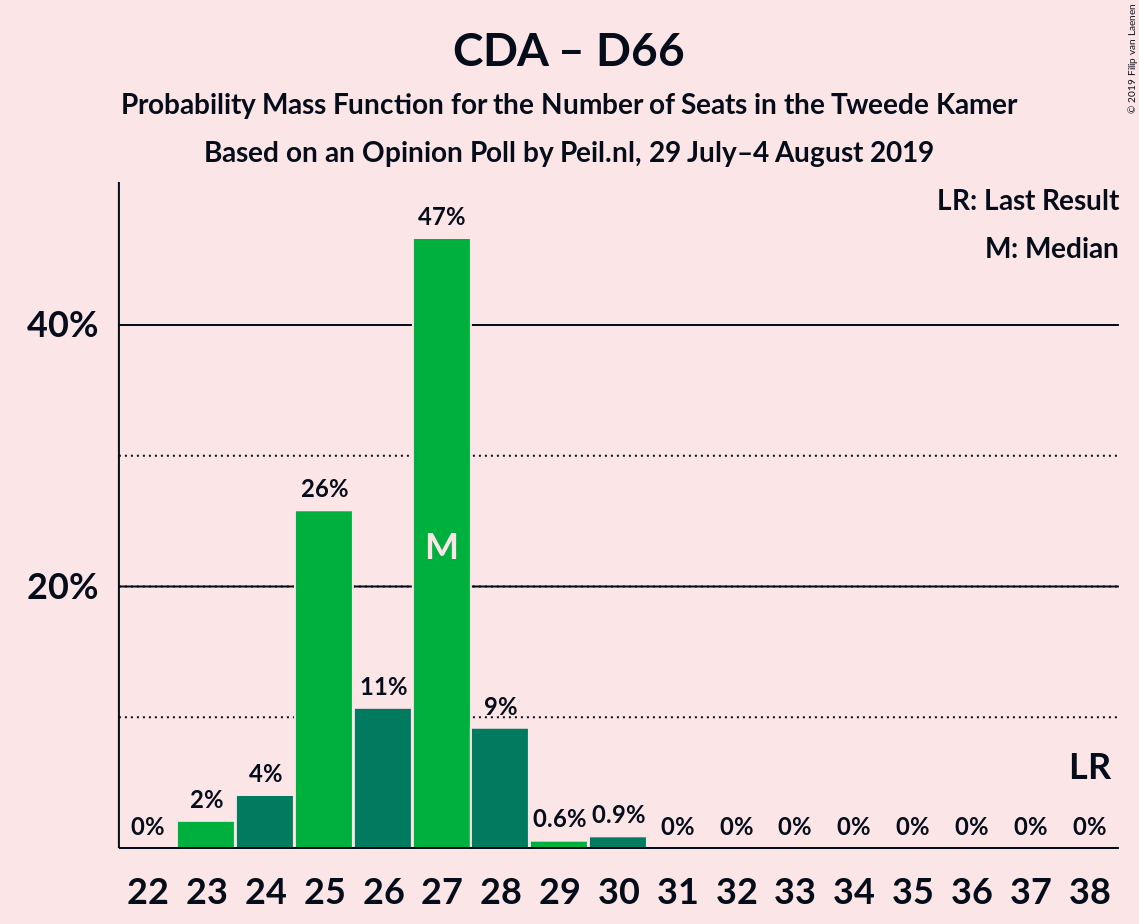 CDA – D66
Probability Mass Function for the Number of Seats in the Tweede Kamer
Based on an Opinion Poll by Peil.nl, 29 July–4 August 2019
© 2019 Filip van Laenen
LR: Last Result
M: Median
40%
20%
0%
2%
4%
26%
11%
47%
9%
0.6%
0.9%
0%
0%
0%
0%
0%
0%
0%
0%
M
LR
22 23 24 25 26 27 28 29 30 31 32 33 34 35 36 37 38